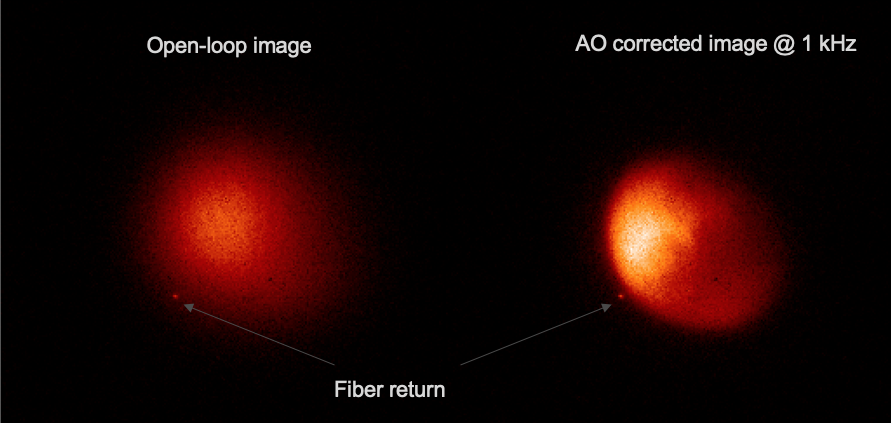 Open-loop image
AO corrected image @ 1 kHz
Fiber return